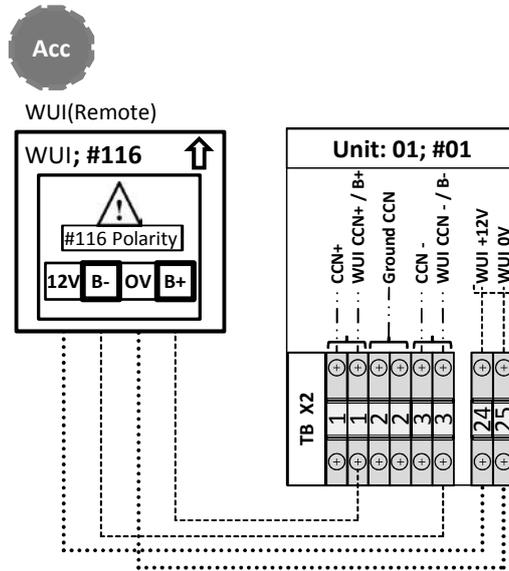 Acc
WUI(Remote)
WUI; #116
#116 Polarity
12V B- 0V B+
Unit: 01; #01
CCN+
WUI CCN+ / B+
Ground CCN
CCN -
WUI CCN - / B-
WUI +12V
WUI 0V
TB X2
1 1 2 2 3 3 24 25